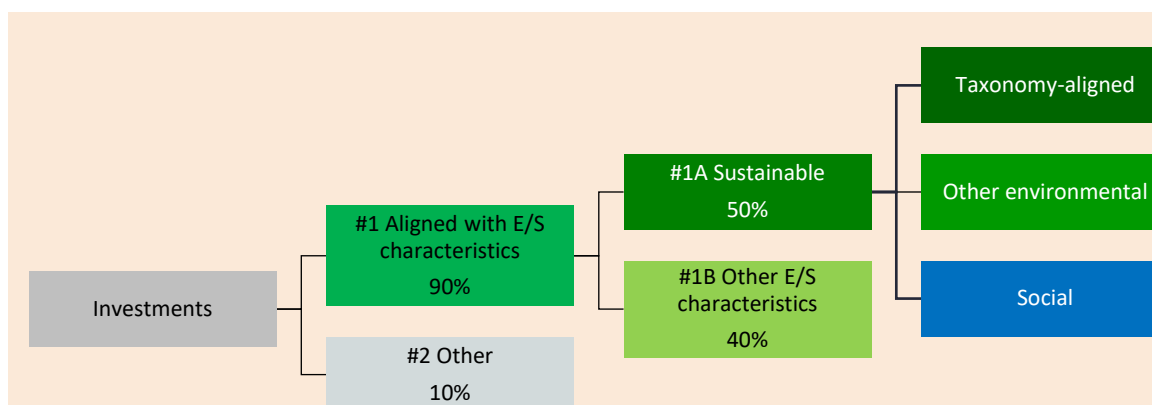 Investments
#1 Aligned with E/S
characteristics
90%
#2 Other
10%
#1A Sustainable
50%
#1B Other E/S
characteristics
40%
Taxonomy-aligned
Other environmental
Social